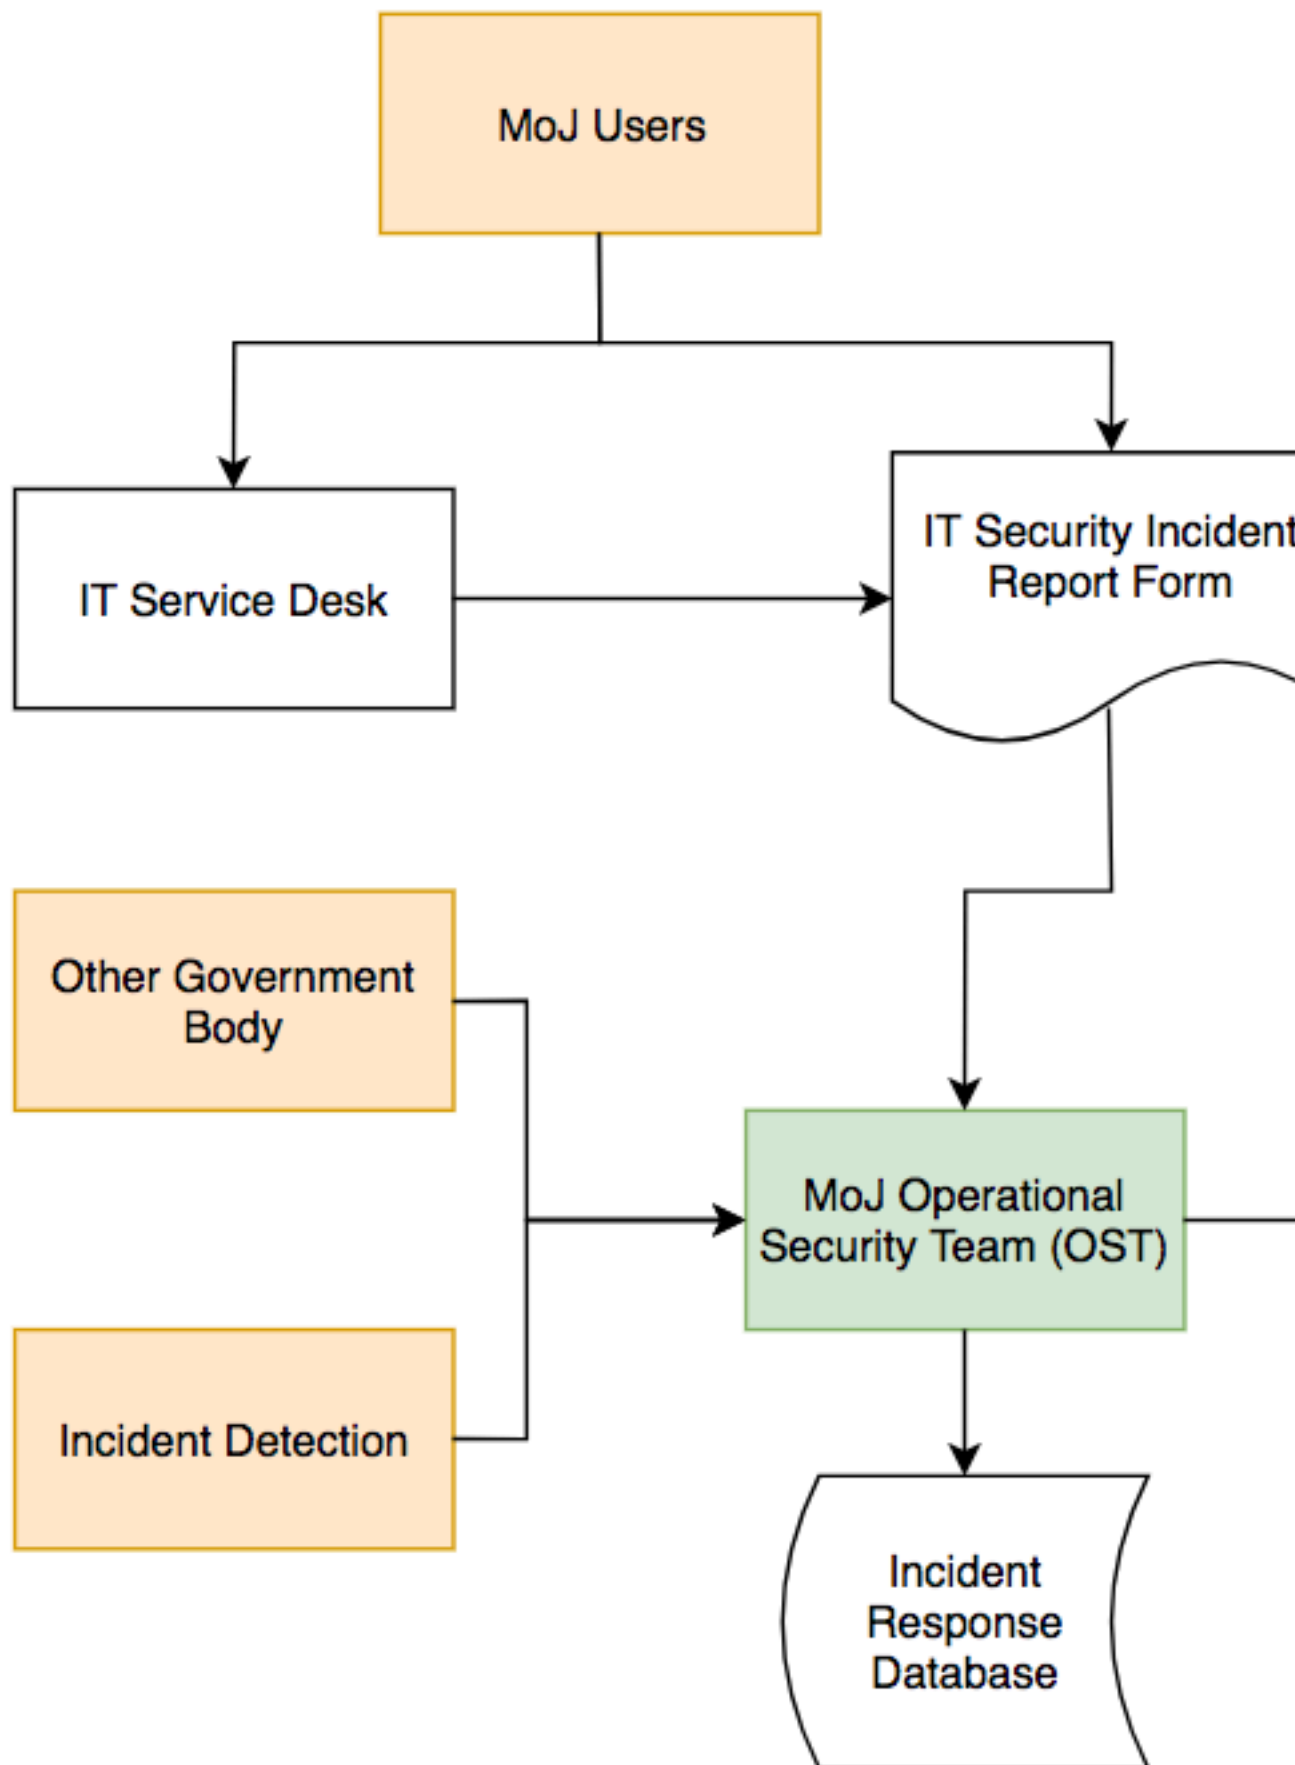 MoJ Users
IT Service Desk
IT Security Incident
Report Form
Other Government
Body
MoJ Operational
Security Team (OST)
Incident Detection
Incident
Response
Database